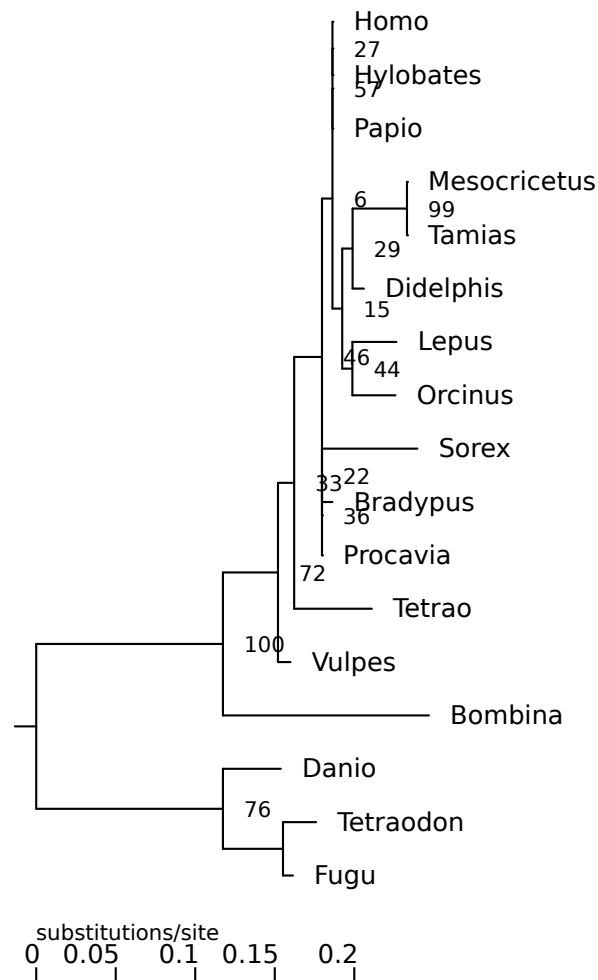 Homo
27
Hylobates
57
Papio
Mesocricetus
6
99
Tamias
29
Didelphis
15
Lepus
46
44
Orcinus
Sorex
22
33
Bradypus
36
Procavia
72
Tetrao
100
Vulpes
Bombina
Danio
76
Tetraodon
Fugu
substitutions/site
0 0.05 0.1 0.15 0.2